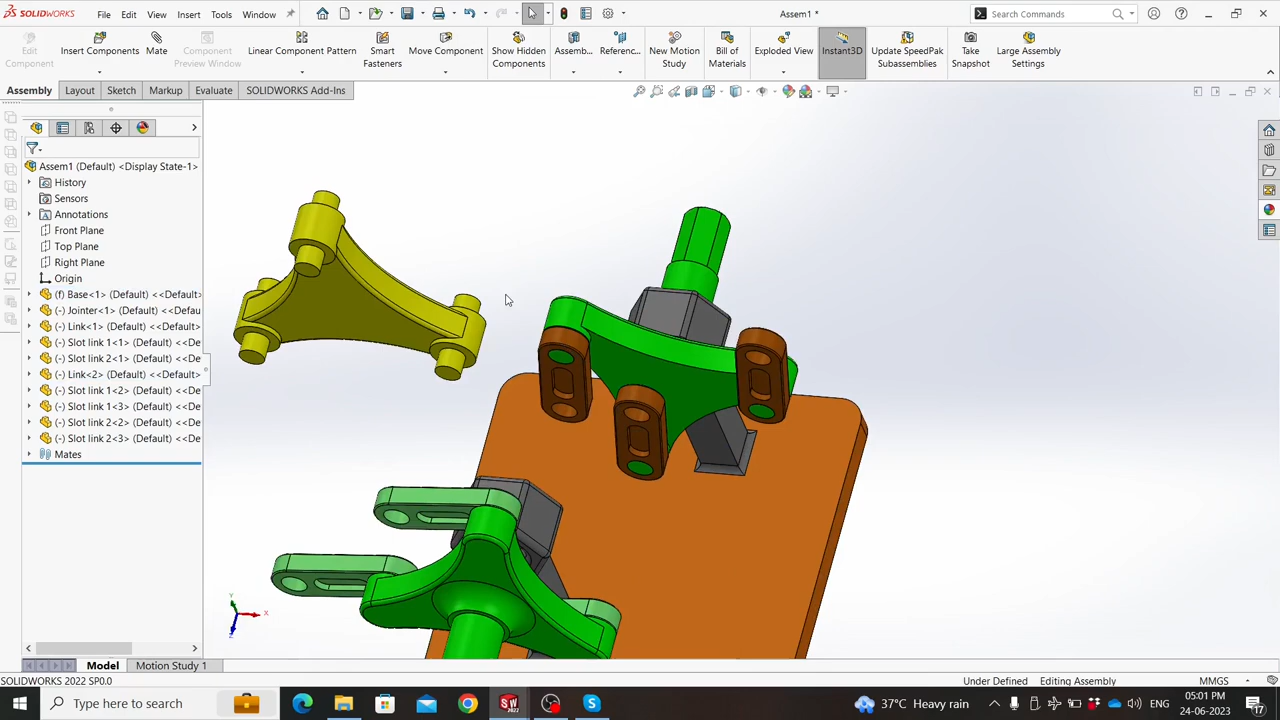 SOLIDWORKS
File
Edit
View
Insert
Tools
Window
Assem1 *
Search Commands
Edit Component
Insert Components
Mate
Component Preview Window
Linear Component Pattern
Smart Fasteners
Move Component
Show Hidden Components
Assemb...
Referenc...
New Motion Study
Bill of Materials
Exploded View
Instant3D
Update SpeedPak Subassemblies
Take Snapshot
Large Assembly Settings
Assembly
Layout
Sketch
Markup
Evaluate
SOLIDWORKS Add-Ins
Assem1 (Default) <Display State-1>
History
Sensors
Annotations
Front Plane
Top Plane
Right Plane
Origin
(f) Base<1> (Default) <<Default>
(-) Jointer<1> (Default) <<Defau
(-) Link<1> (Default) <<Default>
(-) Slot link 1<1> (Default) <<De
(-) Slot link 2<1> (Default) <<De
(-) Link<2> (Default) <<Default>
(-) Slot link 1<2> (Default) <<De
(-) Slot link 1<3> (Default) <<De
(-) Slot link 2<2> (Default) <<De
(-) Slot link 2<3> (Default) <<De
Mates
Y
X
Z
Model
Motion Study 1
SOLIDWORKS 2022 SP0.0
Under Defined
Editing Assembly
MMGS
Type here to search
SW
2022
S
37°C Heavy rain
ENG
05:01 PM
24-06-2023